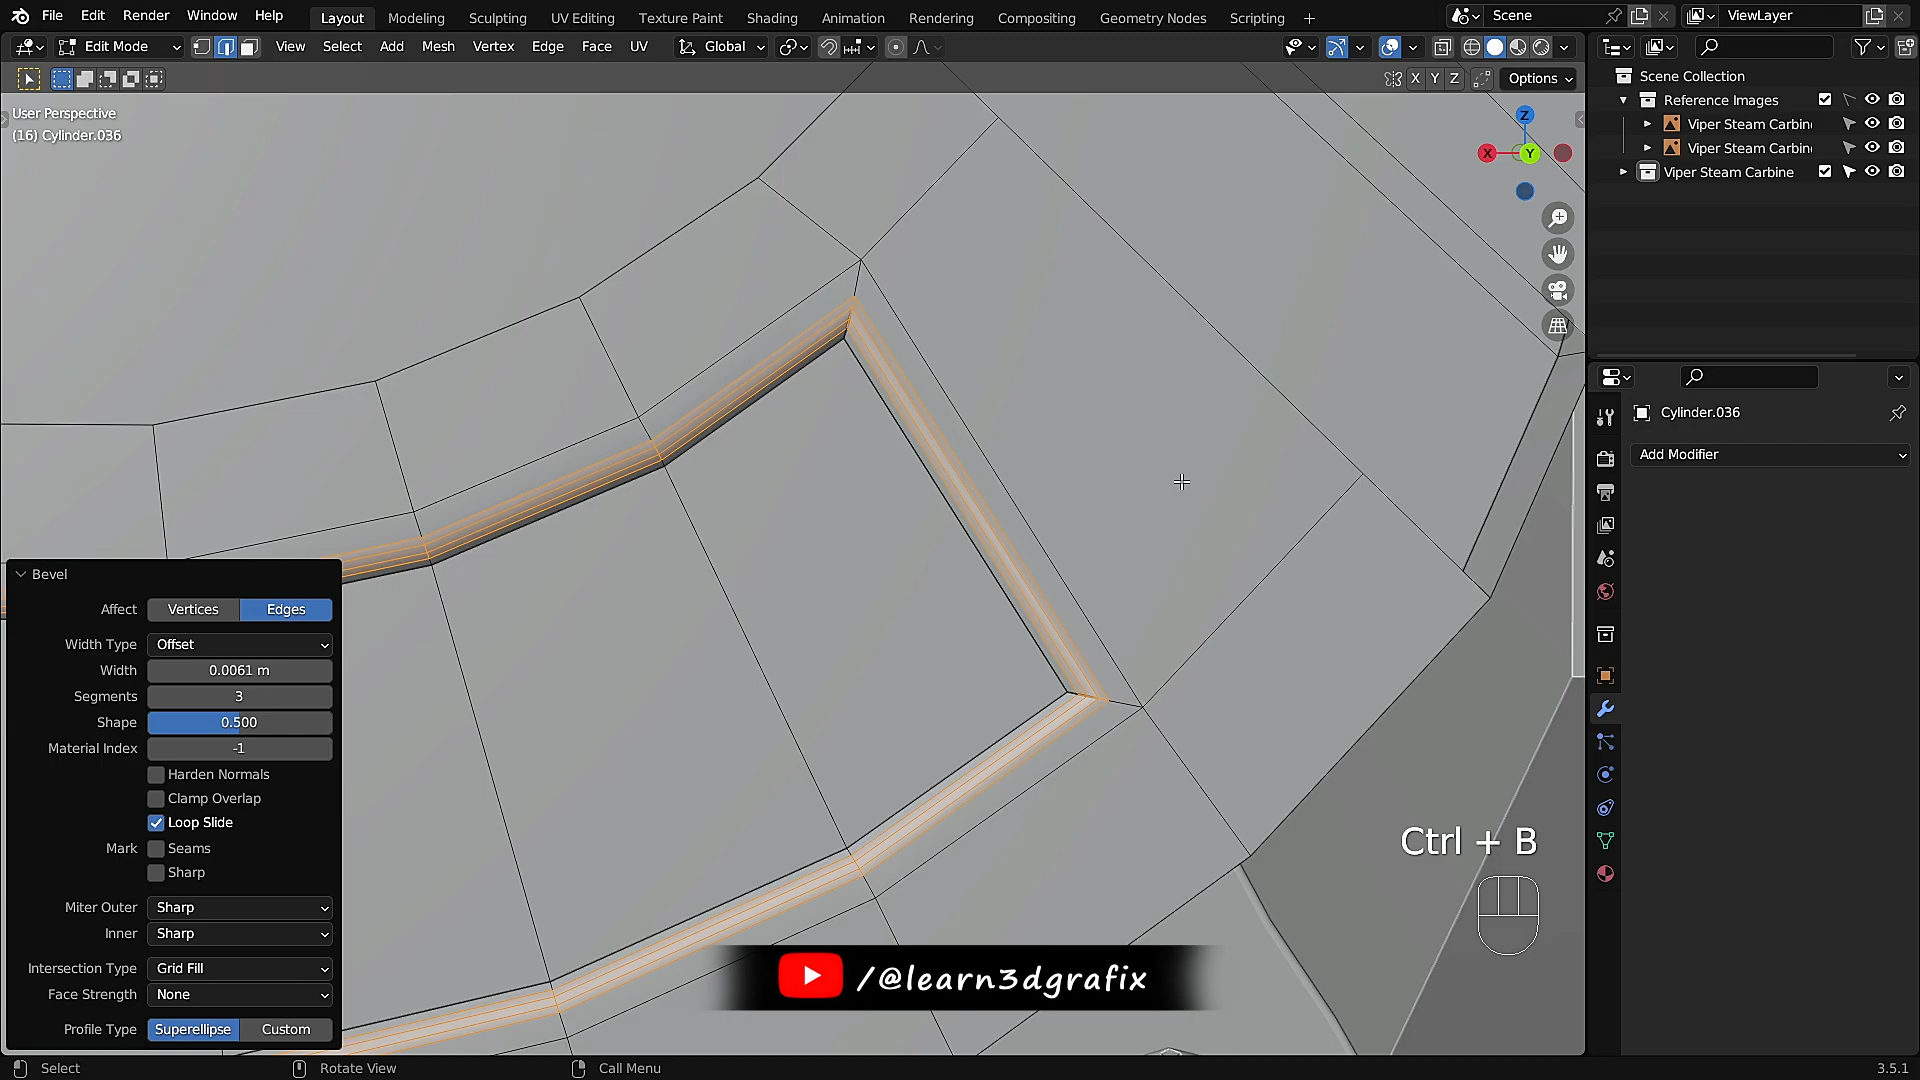 File Edit Render Window Help Layout Modeling Sculpting UV Editing Texture Paint Shading Animation Rendering Compositing Geometry Nodes Scripting + Scene ViewLayer
Edit Mode View Select Add Mesh Vertex Edge Face UV Global
X Y Z Options
User Perspective
(16) Cylinder.036
Z
X Y
Scene Collection
Reference Images
Viper Steam Carbin
Viper Steam Carbin
Viper Steam Carbine
Cylinder.036
Add Modifier
Bevel
Affect Vertices Edges
Width Type Offset
Width 0.0061 m
Segments 3
Shape 0.500
Material Index -1
Harden Normals
Clamp Overlap
Loop Slide
Mark Seams
Sharp
Miter Outer Sharp
Inner Sharp
Intersection Type Grid Fill
Face Strength None
Profile Type Superellipse Custom
Ctrl + B
/@learn3dgrafix
Select Rotate View Call Menu 3.5.1